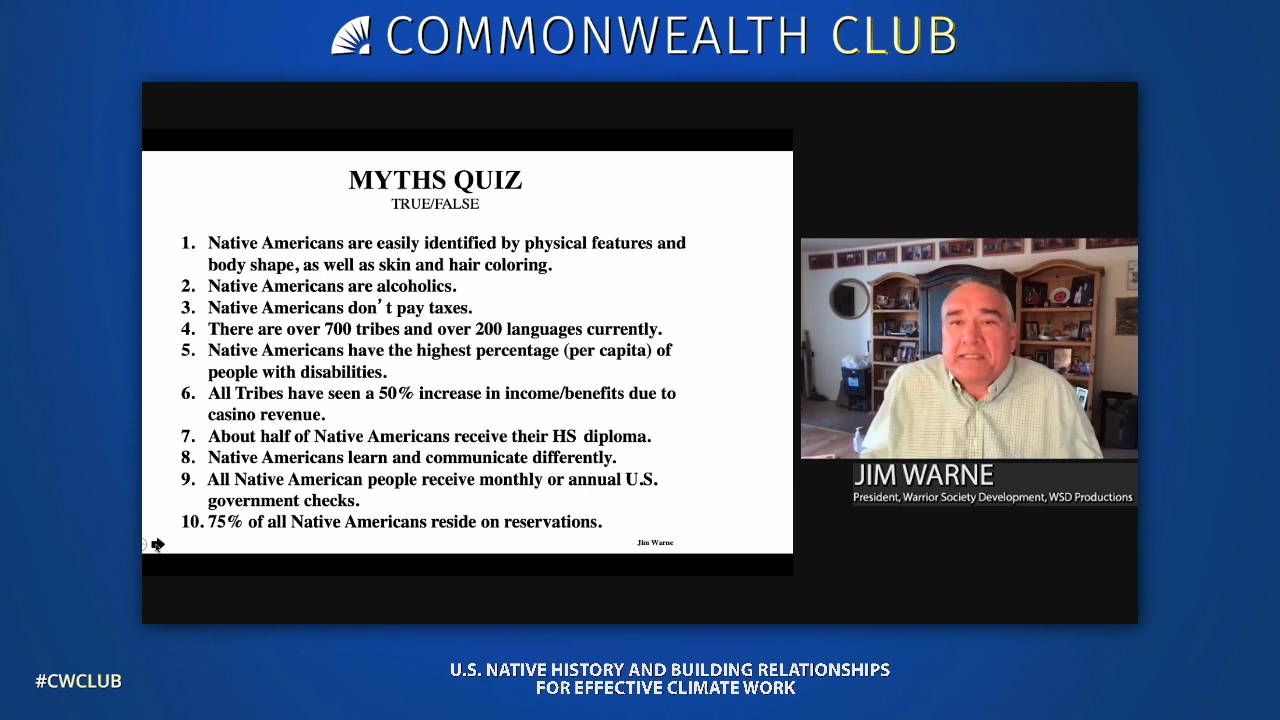 COMMONWEALTH CLUB
MYTHS QUIZ
TRUE/FALSE
1. Native Americans are easily identified by physical features and
body shape, as well as skin and hair coloring.
2. Native Americans are alcoholics.
3. Native Americans don’t pay taxes.
4. There are over 700 tribes and over 200 languages currently.
5. Native Americans have the highest percentage (per capita) of
people with disabilities.
6. All Tribes have seen a 50% increase in income/benefits due to
casino revenue.
7. About half of Native Americans receive their HS diploma.
8. Native Americans learn and communicate differently.
9. All Native American people receive monthly or annual U.S.
government checks.
10. 75% of all Native Americans reside on reservations.
Jim Warne
JIM WARNE
President, Warrior Society Development, WSD Productions
#CWCLUB
U.S. NATIVE HISTORY AND BUILDING RELATIONSHIPS
FOR EFFECTIVE CLIMATE WORK